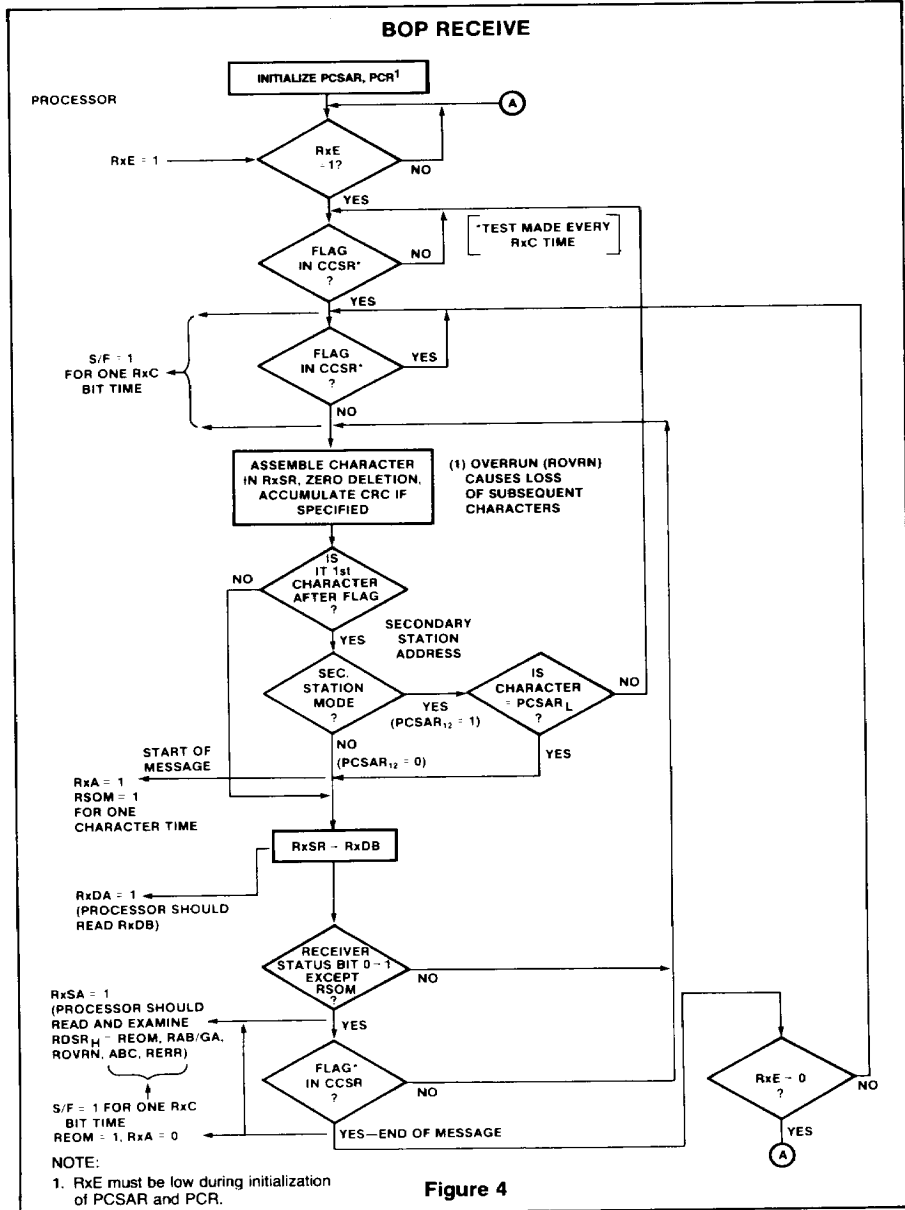 BOP RECEIVE
INITIALIZE PCSAR, PCR¹
PROCESSOR
A
RxE
= 1?
RxE = 1
NO
YES
*TEST MADE EVERY
RxC TIME
FLAG
IN CCSR*
?
NO
YES
FLAG
IN CCSR*
?
YES
S/F = 1
FOR ONE RxC
BIT TIME
NO
ASSEMBLE CHARACTER
IN RxSR, ZERO DELETION,
ACCUMULATE CRC IF
SPECIFIED
(1) OVERRUN (ROVRN)
CAUSES LOSS
OF SUBSEQUENT
CHARACTERS
IS
IT 1st
CHARACTER
AFTER FLAG
?
NO
YES
SECONDARY
STATION
ADDRESS
SEC.
STATION
MODE
?
YES
(PCSAR₁₂ = 1)
IS
CHARACTER
= PCSAR L
?
NO
NO
(PCSAR₁₂ = 0)
YES
START OF
MESSAGE
RxA = 1
RSOM = 1
FOR ONE
CHARACTER TIME
RxSR – RxDB
RxDA = 1
(PROCESSOR SHOULD
READ RxDB)
RECEIVER
STATUS BIT 0–1
EXCEPT
RSOM
?
NO
YES
RxSA = 1
(PROCESSOR SHOULD
READ AND EXAMINE
RDSR H – REOM, RAB/GA,
ROVRN, ABC, RERR)
FLAG*
IN CCSR
?
NO
RxE – 0
?
NO
YES
A
S/F = 1 FOR ONE RxC
BIT TIME
REOM = 1, RxA = 0
YES—END OF MESSAGE
NOTE:
1. RxE must be low during initialization
of PCSAR and PCR.
Figure 4